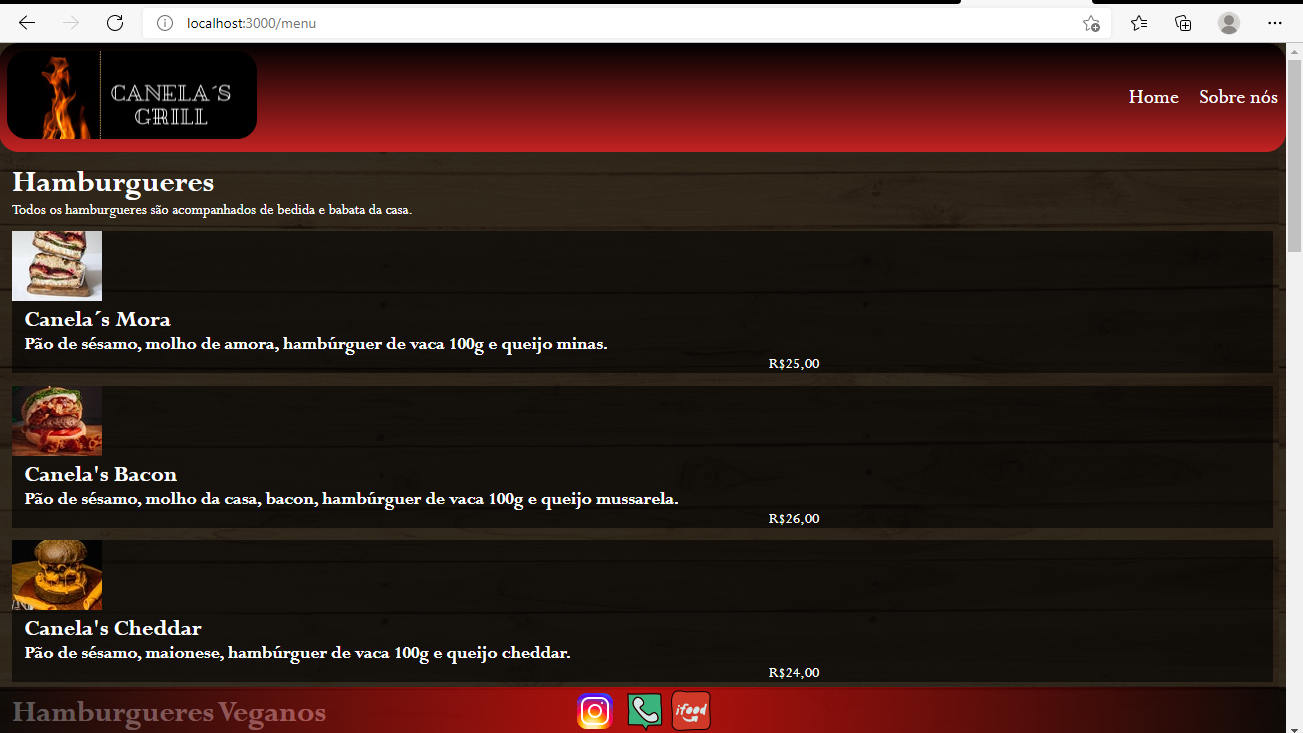 localhost:3000/menu
CANELA´S
GRILL
Home
Sobre nós
Hamburgueres
Todos os hamburgueres são acompanhados de bedida e babata da casa.
Canela´s Mora
Pão de sésamo, molho de amora, hambúrguer de vaca 100g e queijo minas.
R$25,00
Canela's Bacon
Pão de sésamo, molho da casa, bacon, hambúrguer de vaca 100g e queijo mussarela.
R$26,00
Canela's Cheddar
Pão de sésamo, maionese, hambúrguer de vaca 100g e queijo cheddar.
R$24,00
Hamburgueres Veganos
ifood